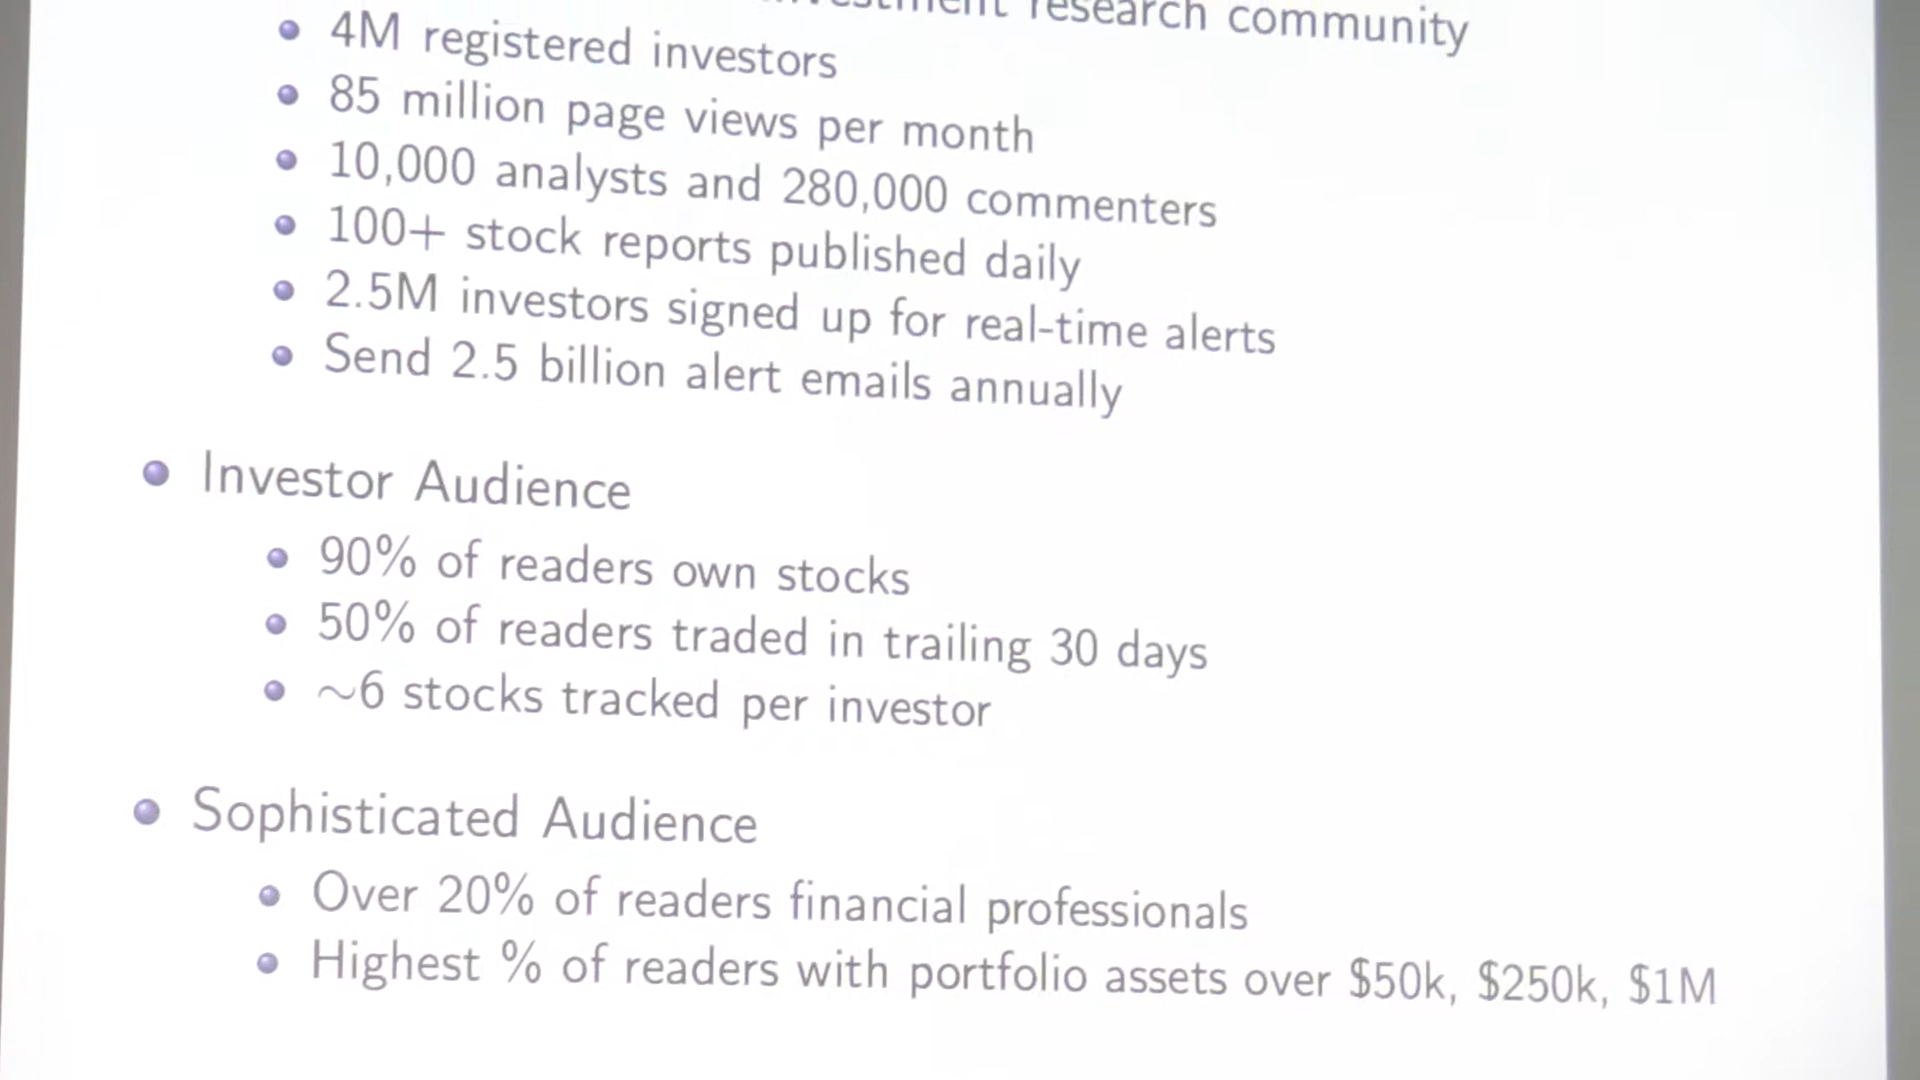 research community
4M registered investors
85 million page views per month
10,000 analysts and 280,000 commenters
100+ stock reports published daily
2.5M investors signed up for real-time alerts
Send 2.5 billion alert emails annually
Investor Audience
90% of readers own stocks
50% of readers traded in trailing 30 days
~6 stocks tracked per investor
Sophisticated Audience
Over 20% of readers financial professionals
Highest % of readers with portfolio assets over $50k, $250k, $1M